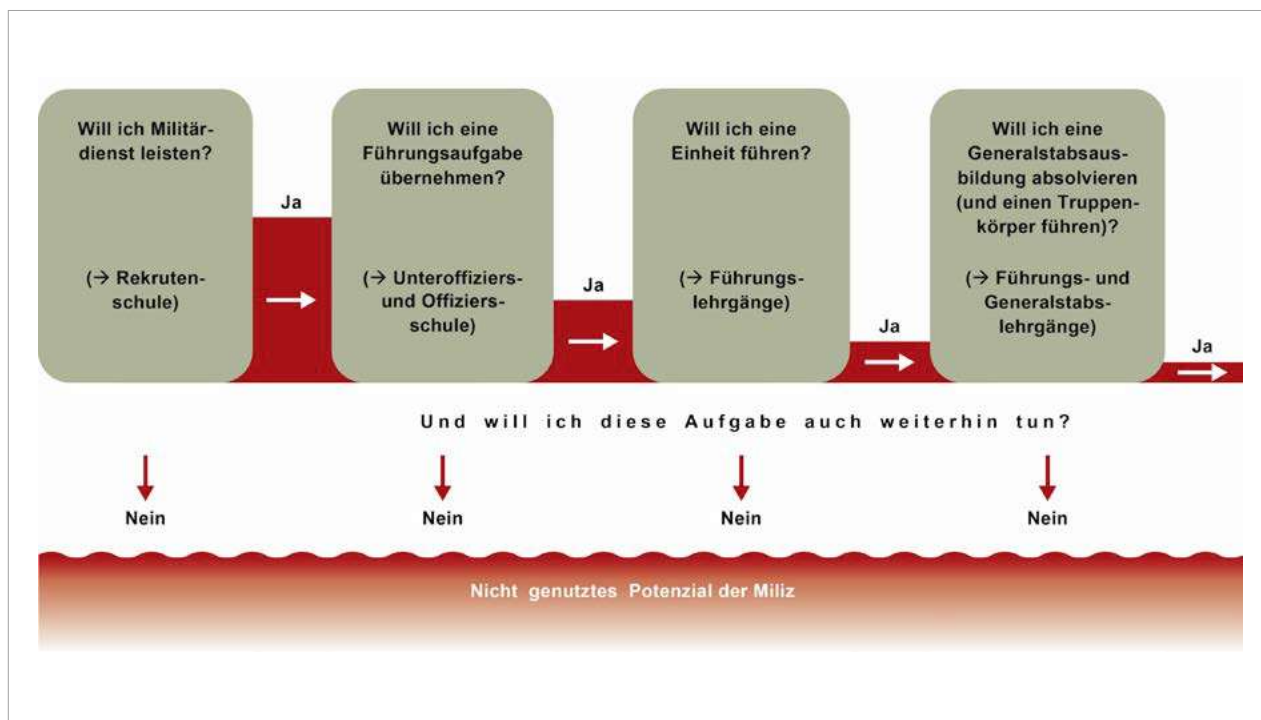 Will ich Militär-
dienst leisten?
(→ Rekruten-
schule)
Ja
Will ich eine
Führungsaufgabe
übernehmen?
(→ Unteroffiziers-
und Offiziers-
schule)
Ja
Will ich eine
Einheit führen?
(→ Führungs-
lehrgänge)
Ja
Will ich eine
Generalstabsaus-
bildung absolvieren
(und einen Truppen-
körper führen)?
(→ Führungs- und
Generalstabs-
lehrgänge)
Ja
Und will ich diese Aufgabe auch weiterhin tun?
Nein
Nein
Nein
Nein
Nicht genutztes Potenzial der Miliz